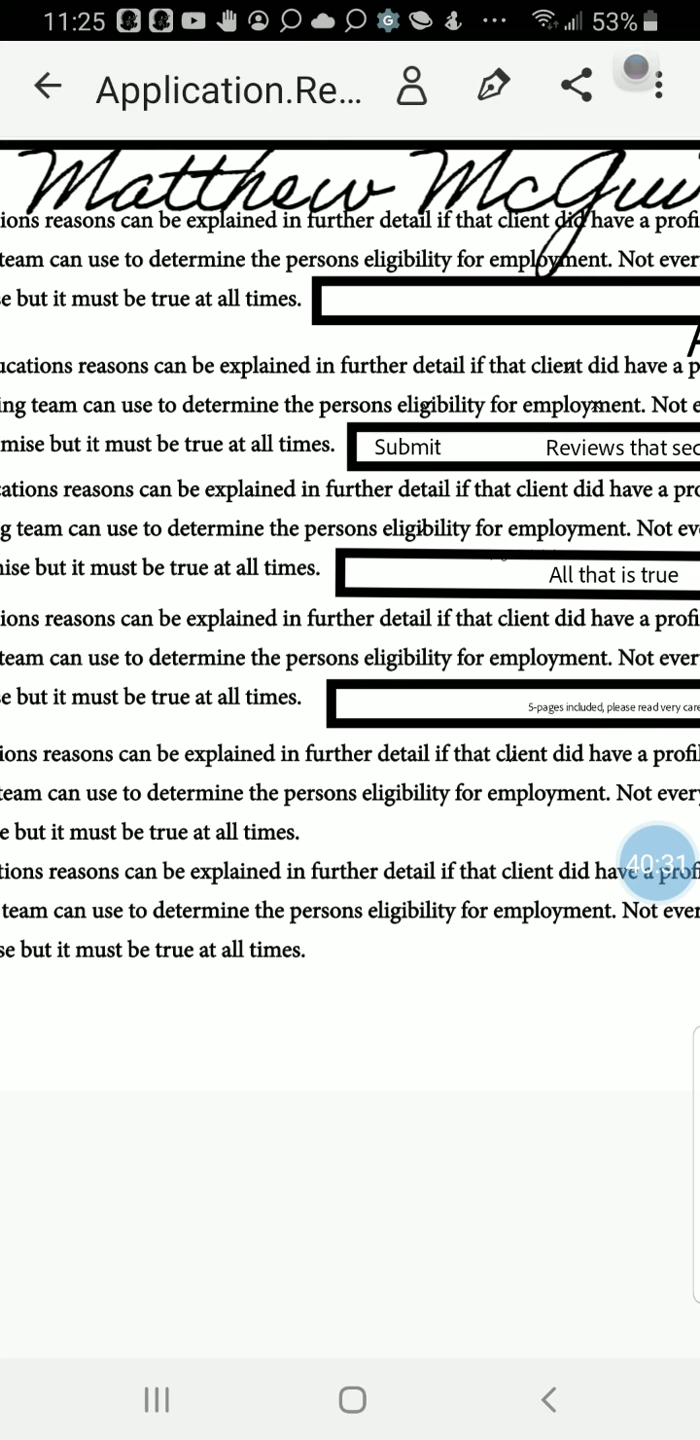 11:25 53%
Application.Re...
Matthew McGui
ions reasons can be explained in further detail if that client did have a profi
team can use to determine the persons eligibility for employment. Not ever
e but it must be true at all times.
A
ucations reasons can be explained in further detail if that client did have a p
ing team can use to determine the persons eligibility for employment. Not e
mise but it must be true at all times. Submit Reviews that sec
ations reasons can be explained in further detail if that client did have a pro
g team can use to determine the persons eligibility for employment. Not ev
ise but it must be true at all times. All that is true
ions reasons can be explained in further detail if that client did have a profi
team can use to determine the persons eligibility for employment. Not ever
e but it must be true at all times. 5-pages included, please read very care
ions reasons can be explained in further detail if that client did have a profil
team can use to determine the persons eligibility for employment. Not every
e but it must be true at all times.
tions reasons can be explained in further detail if that client did have a profi
40:31
team can use to determine the persons eligibility for employment. Not ever
se but it must be true at all times.